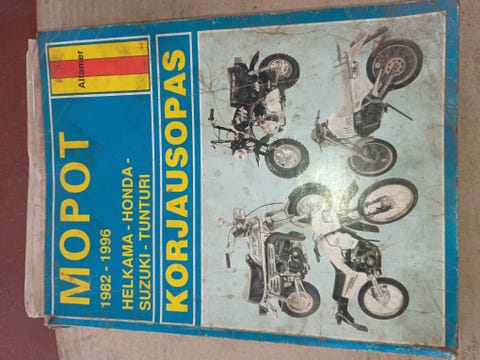 Alfamer
MOPOT
1982 - 1996
HELKAMA - HONDA -
SUZUKI - TUNTURI
KORJAUSOPAS